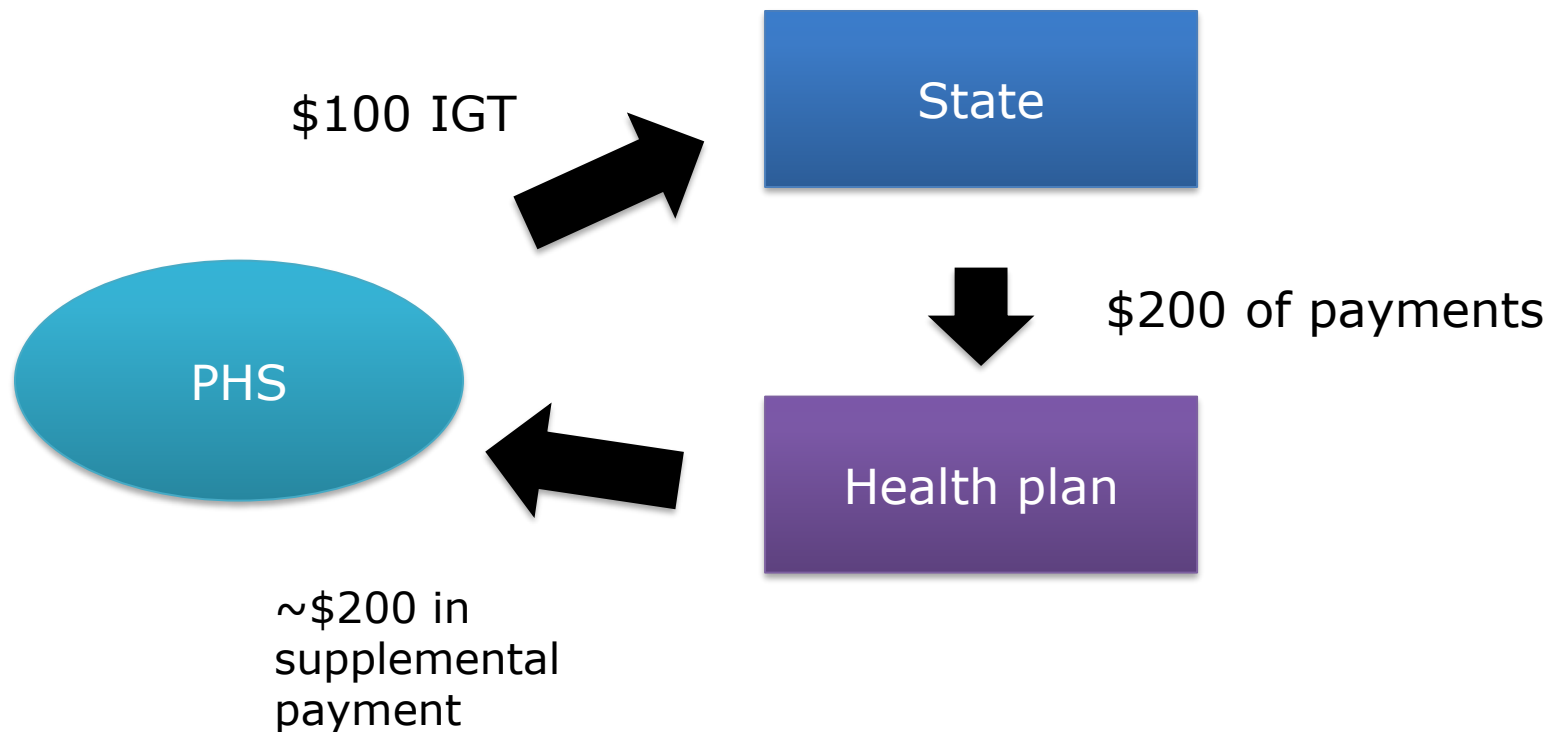 $100 IGT
State
$200 of payments
PHS
Health plan
~$200 in
supplemental
payment